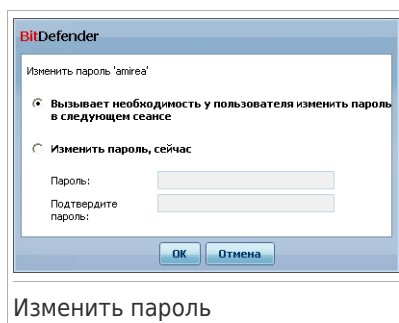 BitDefender
Изменить пароль 'amirea'
Вызывает необходимость у пользователя изменить пароль
в следующем сеансе
Изменить пароль, сейчас
Пароль:
Подтвердите
пароль:
OK Отмена
Изменить пароль